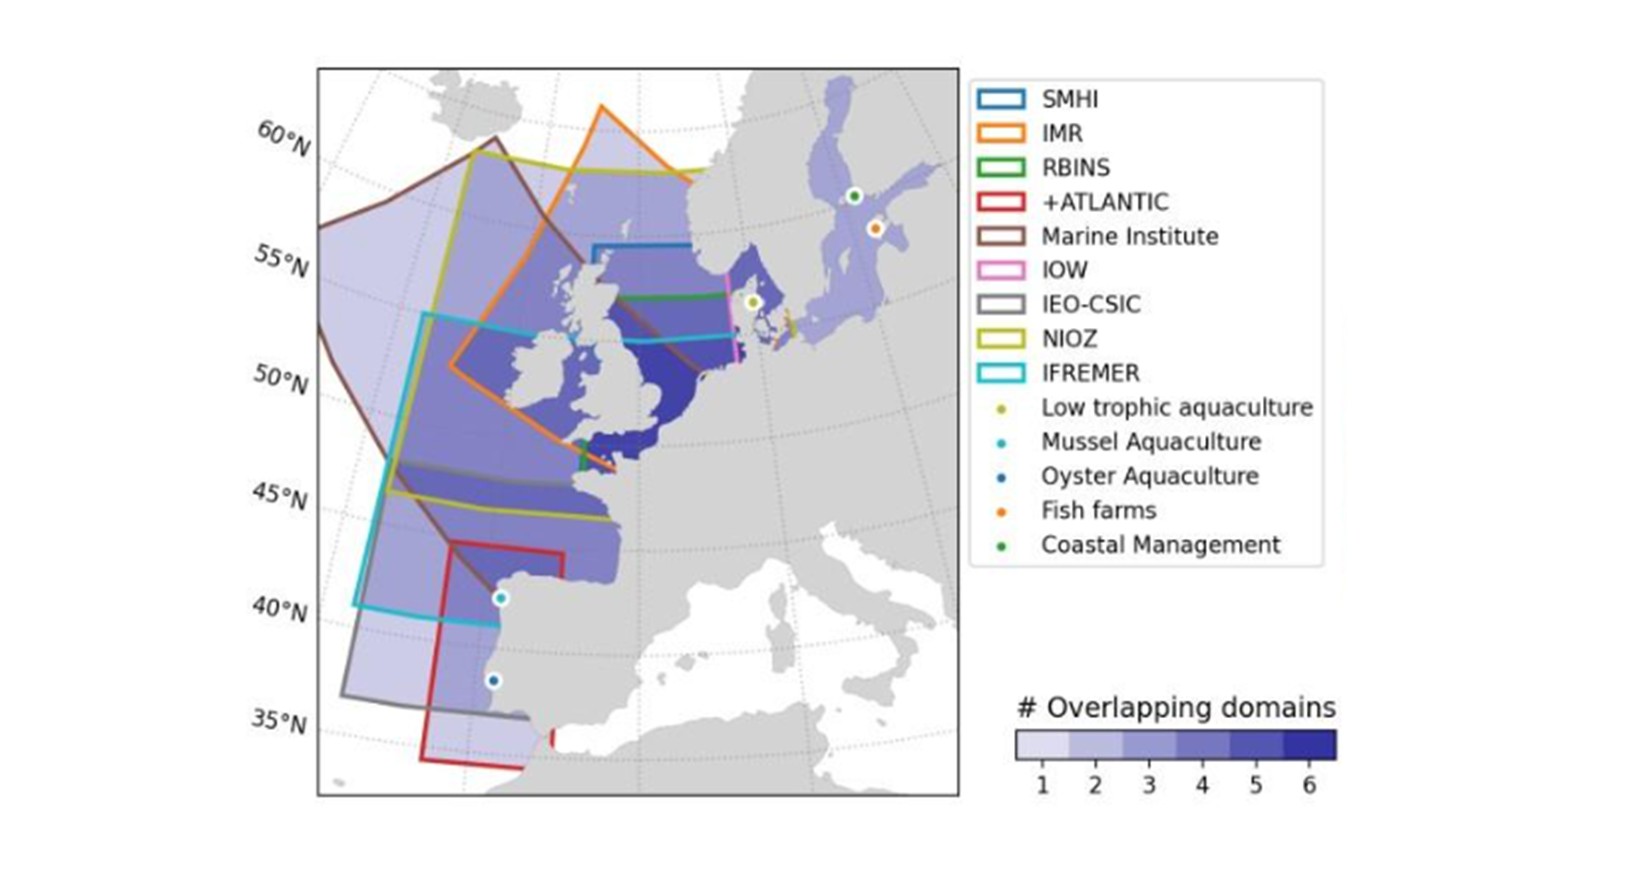 60°N
55°N
50°N
45°N
40°N
35°N
SMHI
IMR
RBINS
+ATLANTIC
Marine Institute
IOW
IEO-CSIC
NIOZ
IFREMER
Low trophic aquaculture
Mussel Aquaculture
Oyster Aquaculture
Fish farms
Coastal Management
# Overlapping domains
1 2 3 4 5 6